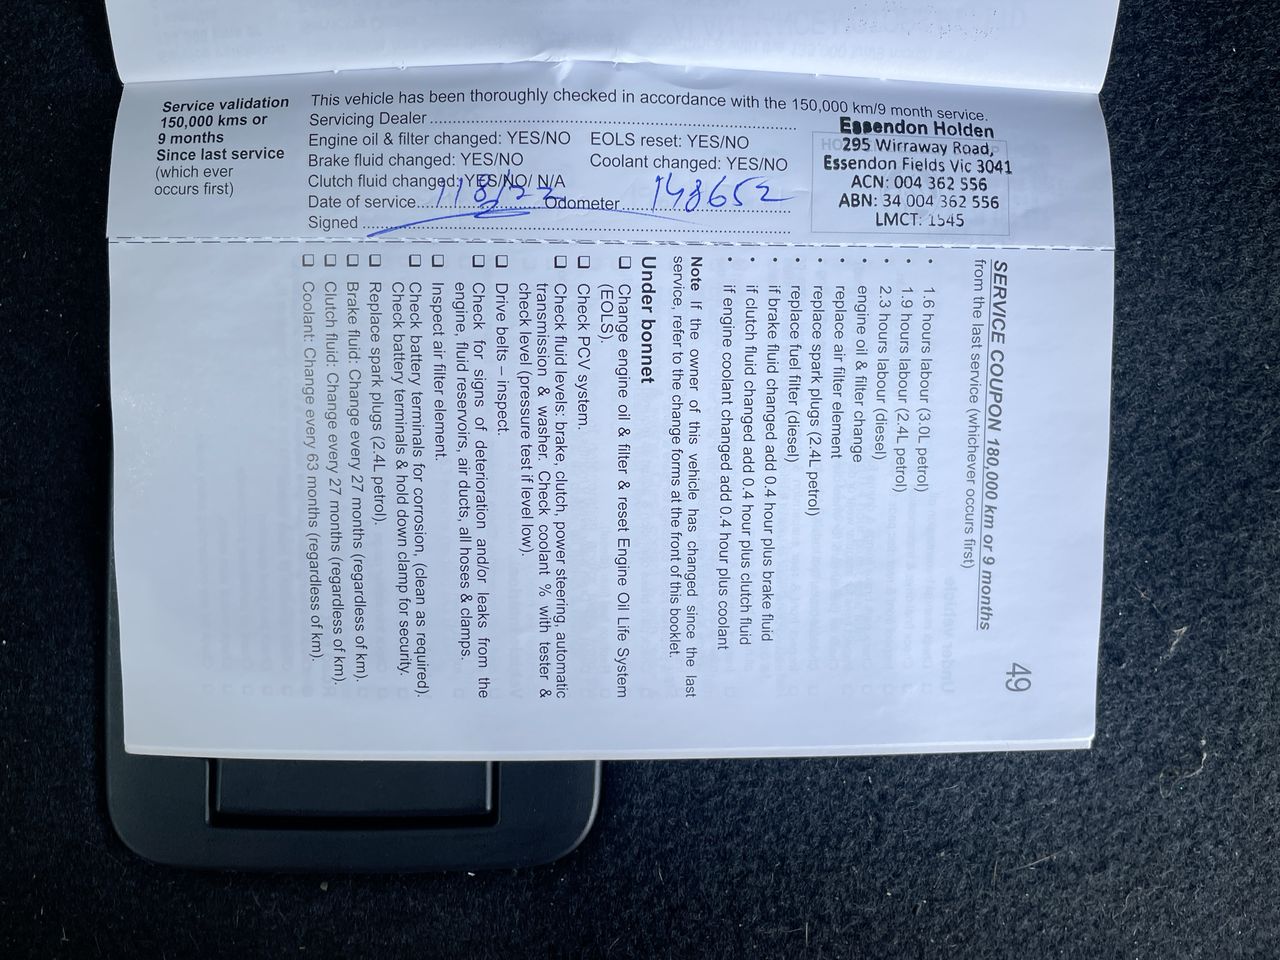 Service validation
150,000 kms or
9 months
Since last service
(which ever
occurs first)
This vehicle has been thoroughly checked in accordance with the 150,000 km/9 month service.
Servicing Dealer
Engine oil & filter changed: YES/NO EOLS reset: YES/NO
Brake fluid changed: YES/NO Coolant changed: YES/NO
Clutch fluid changed: YES/NO/ N/A
Date of service 1/8/22 Odometer 148652
Signed
Essendon Holden
295 Wirraway Road,
Essendon Fields Vic 3041
ACN: 004 362 556
ABN: 34 004 362 556
LMCT: 1545
49
SERVICE COUPON 180,000 km or 9 months
from the last service (whichever occurs first)
• 1.6 hours labour (3.0L petrol)
• 1.9 hours labour (2.4L petrol)
• 2.3 hours labour (diesel)
• engine oil & filter change
• replace air filter element
• replace spark plugs (2.4L petrol)
• replace fuel filter (diesel)
• if brake fluid changed add 0.4 hour plus brake fluid
• if clutch fluid changed add 0.4 hour plus clutch fluid
• if engine coolant changed add 0.4 hour plus coolant
Note If the owner of this vehicle has changed since the last
service, refer to the change forms at the front of this booklet.
Under bonnet
❑ Change engine oil & filter & reset Engine Oil Life System
(EOLS).
❑ Check PCV system.
❑ Check fluid levels: brake, clutch, power steering, automatic
transmission & washer. Check coolant % with tester &
check level (pressure test if level low).
❑ Drive belts – inspect.
❑ Check for signs of deterioration and/or leaks from the
engine, fluid reservoirs, air ducts, all hoses & clamps.
❑ Inspect air filter element.
❑ Check battery terminals for corrosion, (clean as required).
Check battery terminals & hold down clamp for security.
❑ Replace spark plugs (2.4L petrol).
❑ Brake fluid: Change every 27 months (regardless of km).
❑ Clutch fluid: Change every 27 months (regardless of km).
❑ Coolant: Change every 63 months (regardless of km).